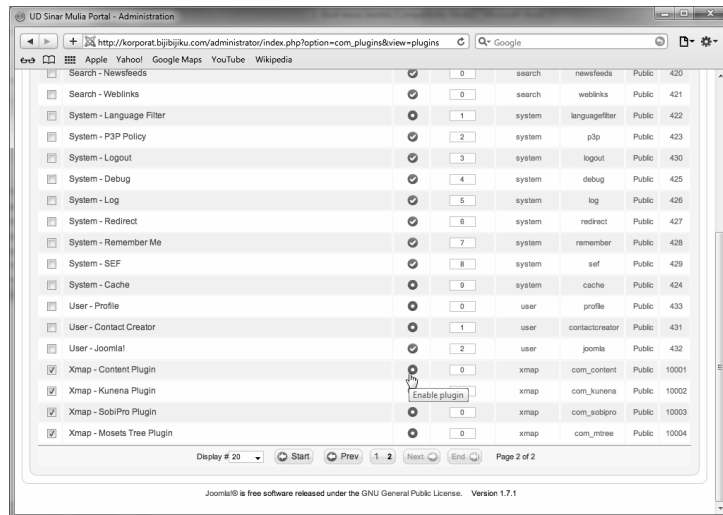 UD Sinar Mulia Portal - Administration
http://korporat.bijibijiku.com/administrator/index.php?option=com_plugins&view=plugins
Google
Apple Yahoo! Google Maps YouTube Wikipedia
Search - Newsfeeds 0 search newsfeeds Public 420
Search - Weblinks 0 search weblinks Public 421
System - Language Filter 1 system languagefilter Public 422
System - P3P Policy 2 system p3p Public 423
System - Logout 3 system logout Public 430
System - Debug 4 system debug Public 425
System - Log 5 system log Public 426
System - Redirect 6 system redirect Public 427
System - Remember Me 7 system remember Public 428
System - SEF 8 system sef Public 429
System - Cache 9 system cache Public 424
User - Profile 0 user profile Public 433
User - Contact Creator 1 user contactcreator Public 431
User - Joomla! 2 user joomla Public 432
Xmap - Content Plugin 0 xmap com_content Public 10001
Xmap - Kunena Plugin xmap com_kunena Public 10002
Enable plugin
Xmap - SobiPro Plugin 0 xmap com_sobipro Public 10003
Xmap - Mosets Tree Plugin 0 xmap com_mtree Public 10004
Display # 20 Start Prev 1 2 Next End Page 2 of 2
Joomla!® is free software released under the GNU General Public License. Version 1.7.1